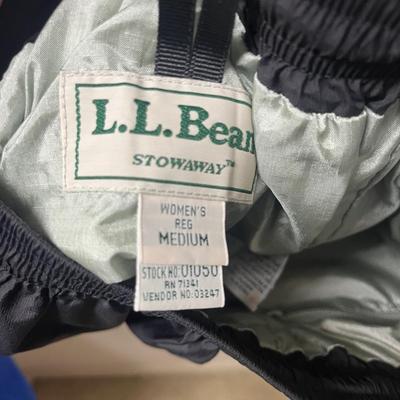 L.L.Bean
STOWAWAY™
WOMEN'S
REG
MEDIUM
STOCK NO: 01050
RN 71341
VENDOR NO: 03247